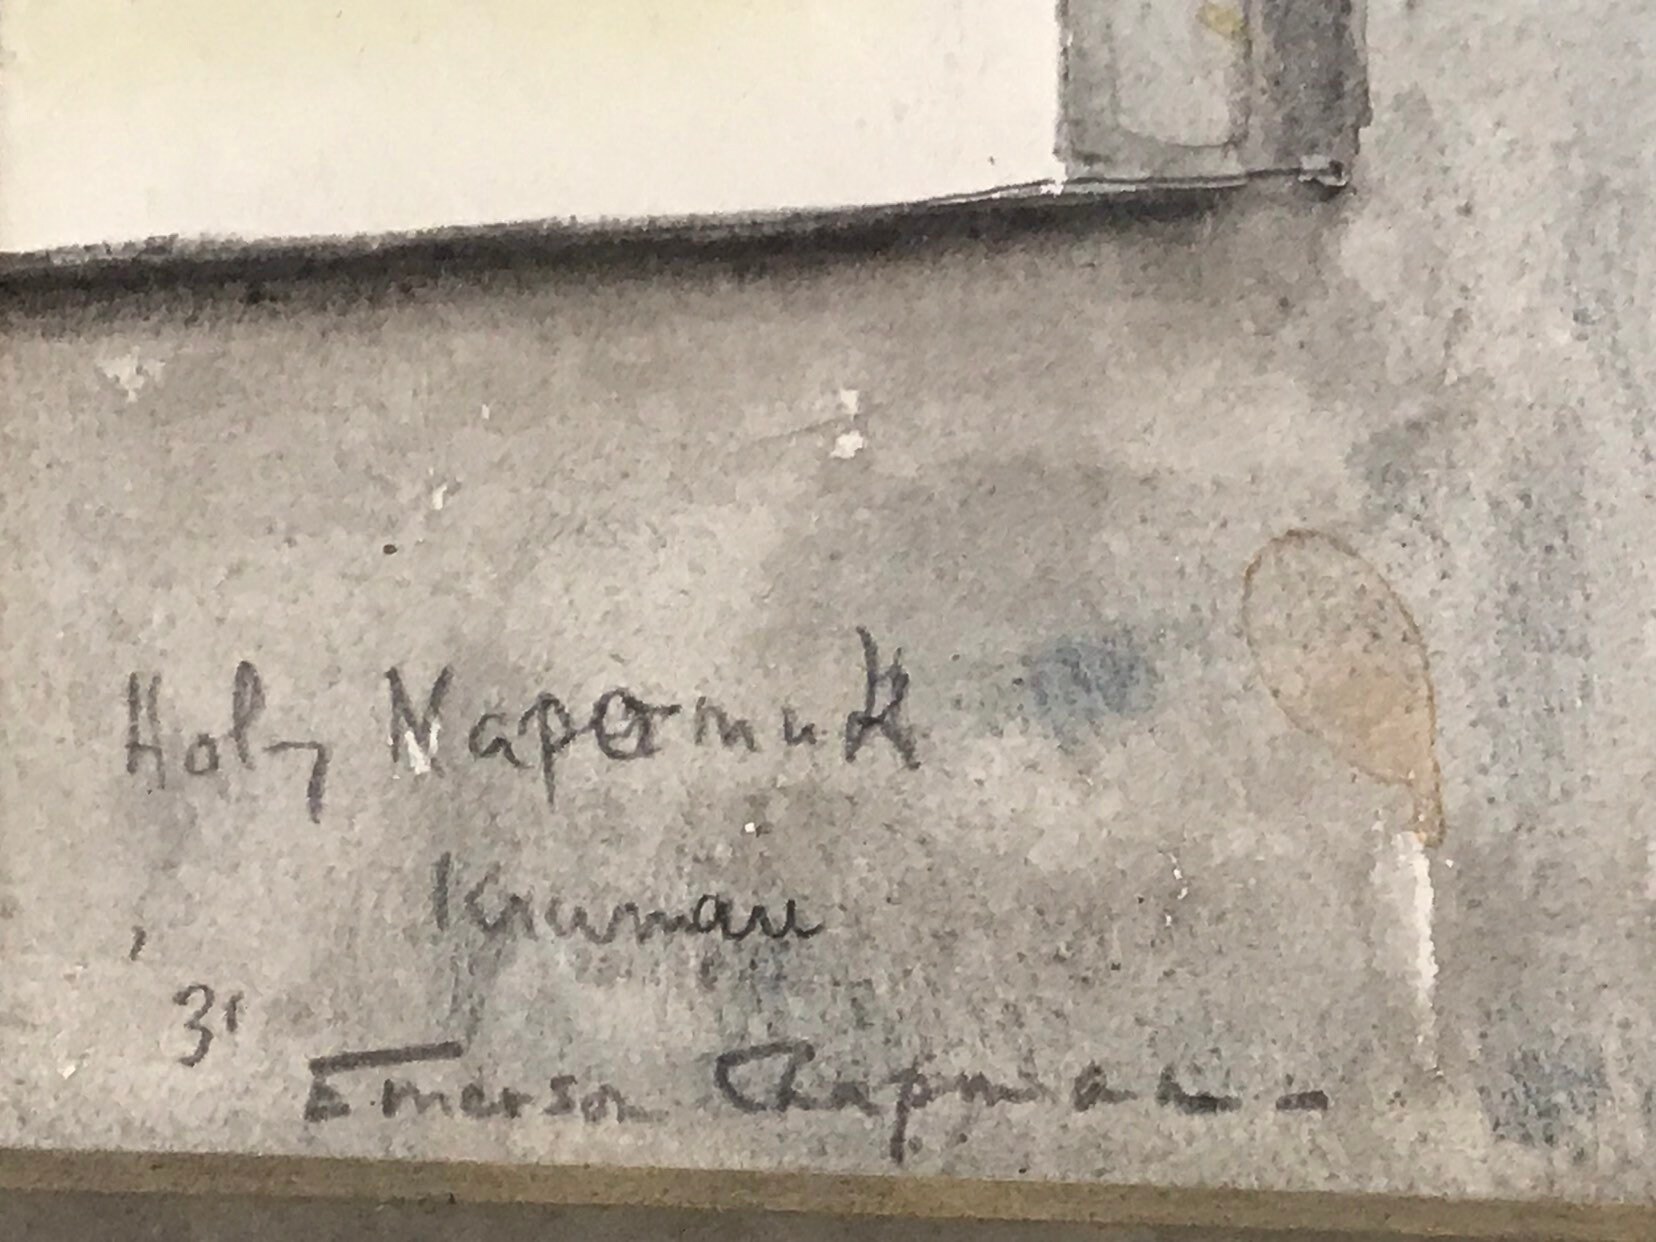 Holy Napomuk
Krumau
'31
Emerson Chapman